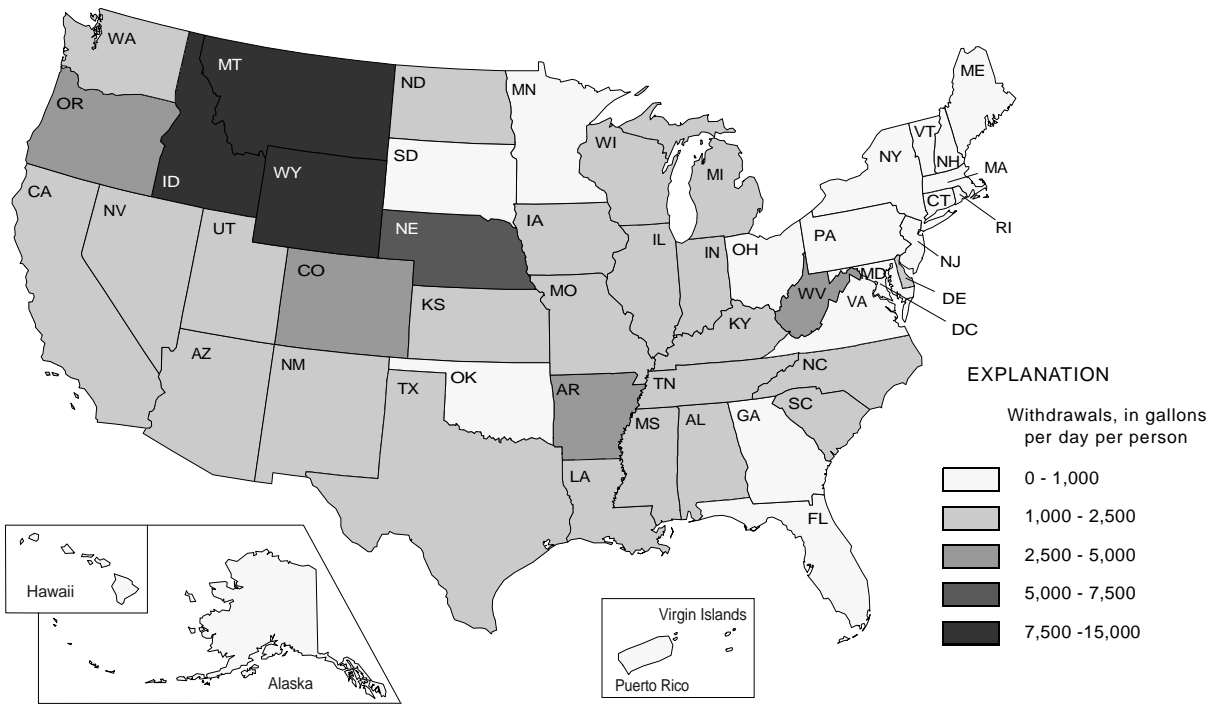 WA
MT
ND
MN
ME
OR
VT
ID
WY
SD
WI
MI
NY
NH
MA
CA
NV
UT
NE
IA
IL
IN
OH
PA
CT
RI
NJ
CO
KS
MO
KY
WV
MD
VA
DE
DC
AZ
NM
OK
TX
AR
TN
NC
SC
MS
AL
GA
LA
FL
EXPLANATION
Withdrawals, in gallons
per day per person
0 - 1,000
1,000 - 2,500
2,500 - 5,000
5,000 - 7,500
7,500 -15,000
Hawaii
Alaska
Virgin Islands
Puerto Rico